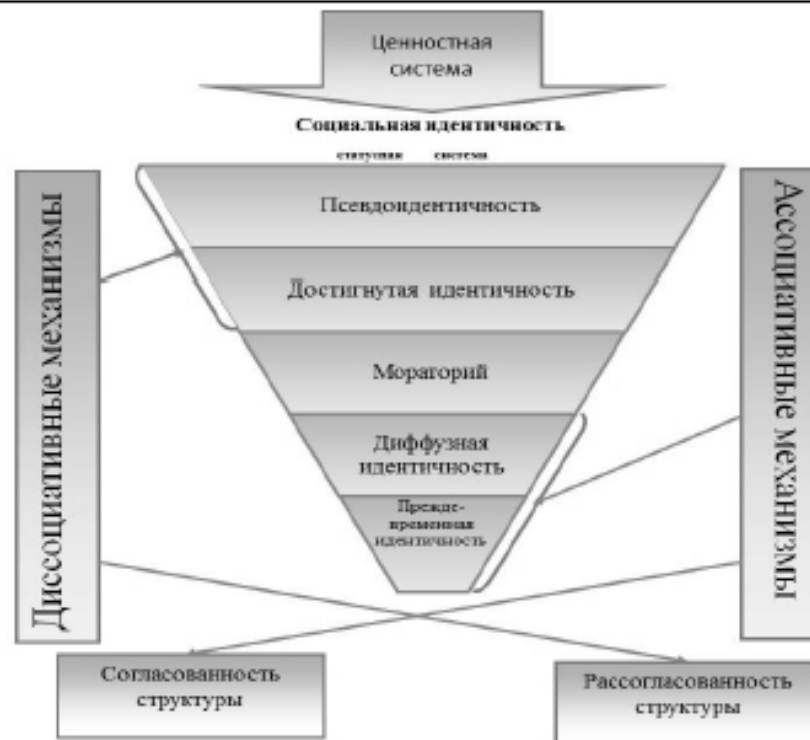 Ценностная
система
Социальная идентичность
статусная система
Диссоциативные механизмы
Псевдоидентичность
Достигнутая идентичность
Мораторий
Диффузная
идентичность
Прежде-
временная
идентичность
Ассоциативные механизмы
Согласованность
структуры
Рассогласованность
структуры